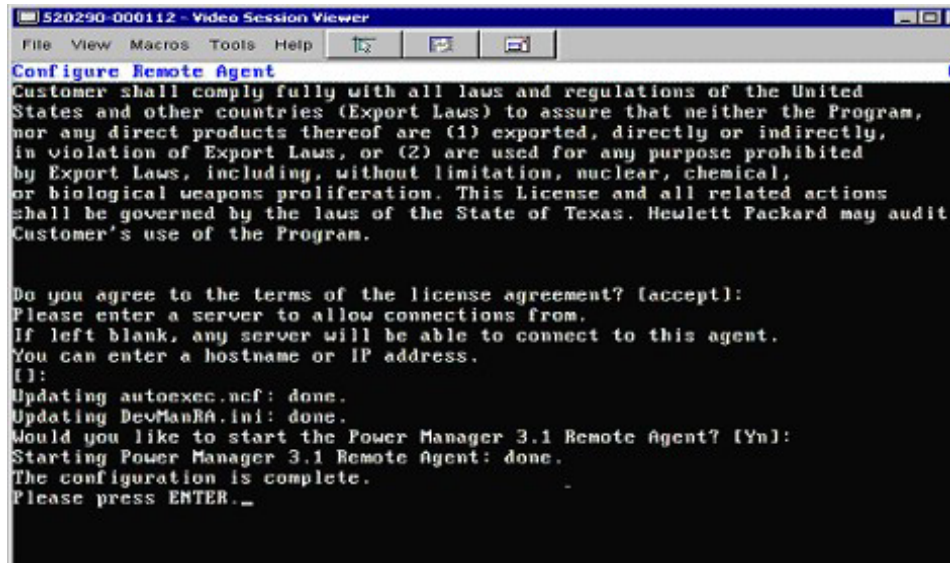 520290-000112 - Video Session Viewer
File View Macros Tools Help
Configure Remote Agent
Customer shall comply fully with all laws and regulations of the United
States and other countries (Export Laws) to assure that neither the Program,
nor any direct products thereof are (1) exported, directly or indirectly,
in violation of Export Laws, or (2) are used for any purpose prohibited
by Export Laws, including, without limitation, nuclear, chemical,
or biological weapons proliferation. This License and all related actions
shall be governed by the laws of the State of Texas. Hewlett Packard may audit
Customer's use of the Program.
Do you agree to the terms of the license agreement? [accept]:
Please enter a server to allow connections from.
If left blank, any server will be able to connect to this agent.
You can enter a hostname or IP address.
[]:
Updating autoexec.ncf: done.
Updating DevManRA.ini: done.
Would you like to start the Power Manager 3.1 Remote Agent? [Yn]:
Starting Power Manager 3.1 Remote Agent: done.
The configuration is complete.
Please press ENTER._